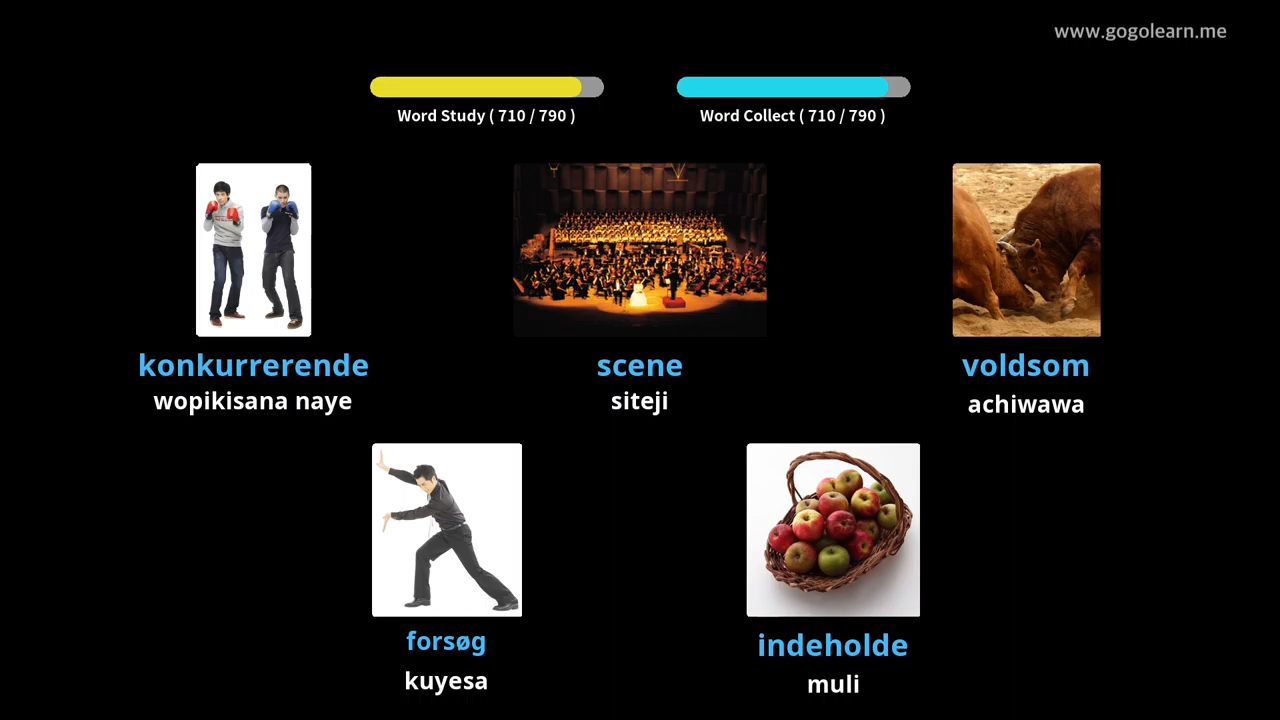 www.gogolearn.me
Word Study ( 710 / 790 )
Word Collect ( 710 / 790 )
konkurrerende
wopikisana naye
scene
siteji
voldsom
achiwawa
forsøg
kuyesa
indeholde
muli